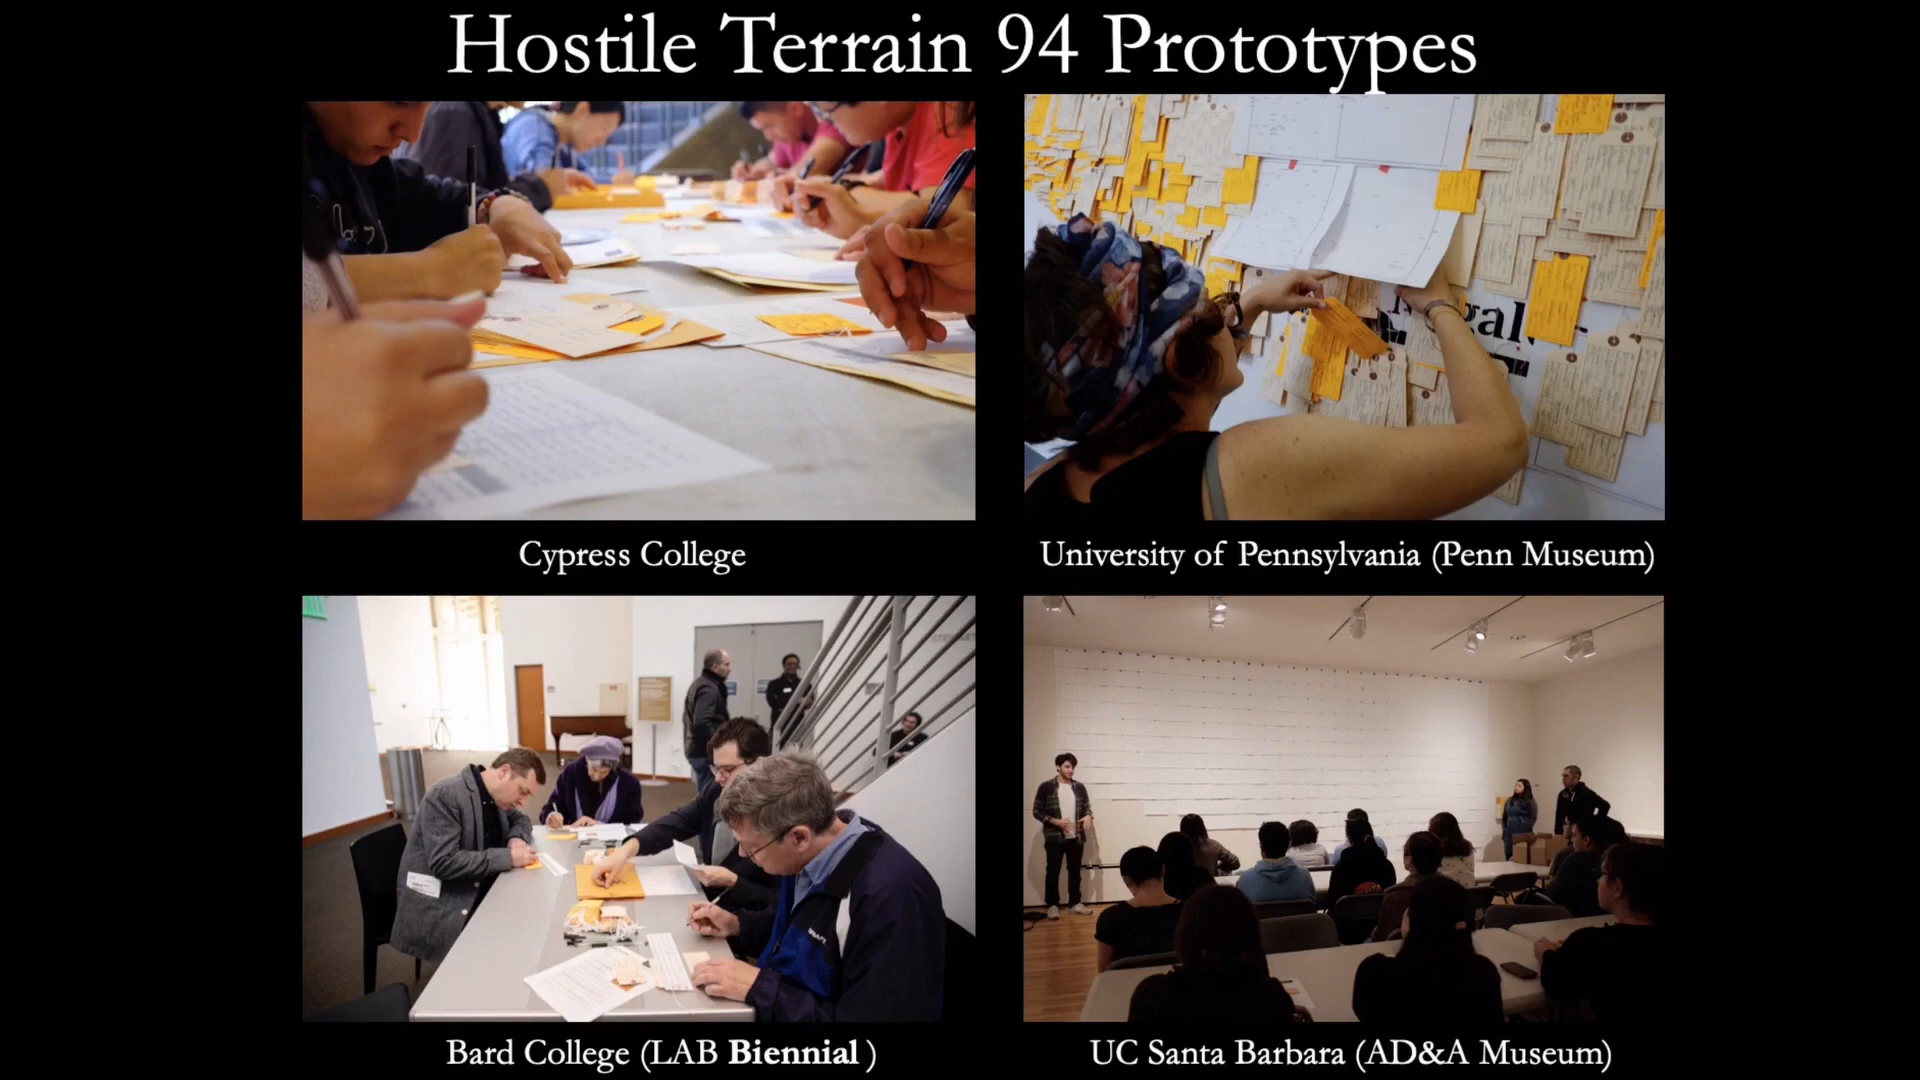 Hostile Terrain 94 Prototypes
Cypress College
University of Pennsylvania (Penn Museum)
Bard College (LAB Biennial )
UC Santa Barbara (AD&A Museum)